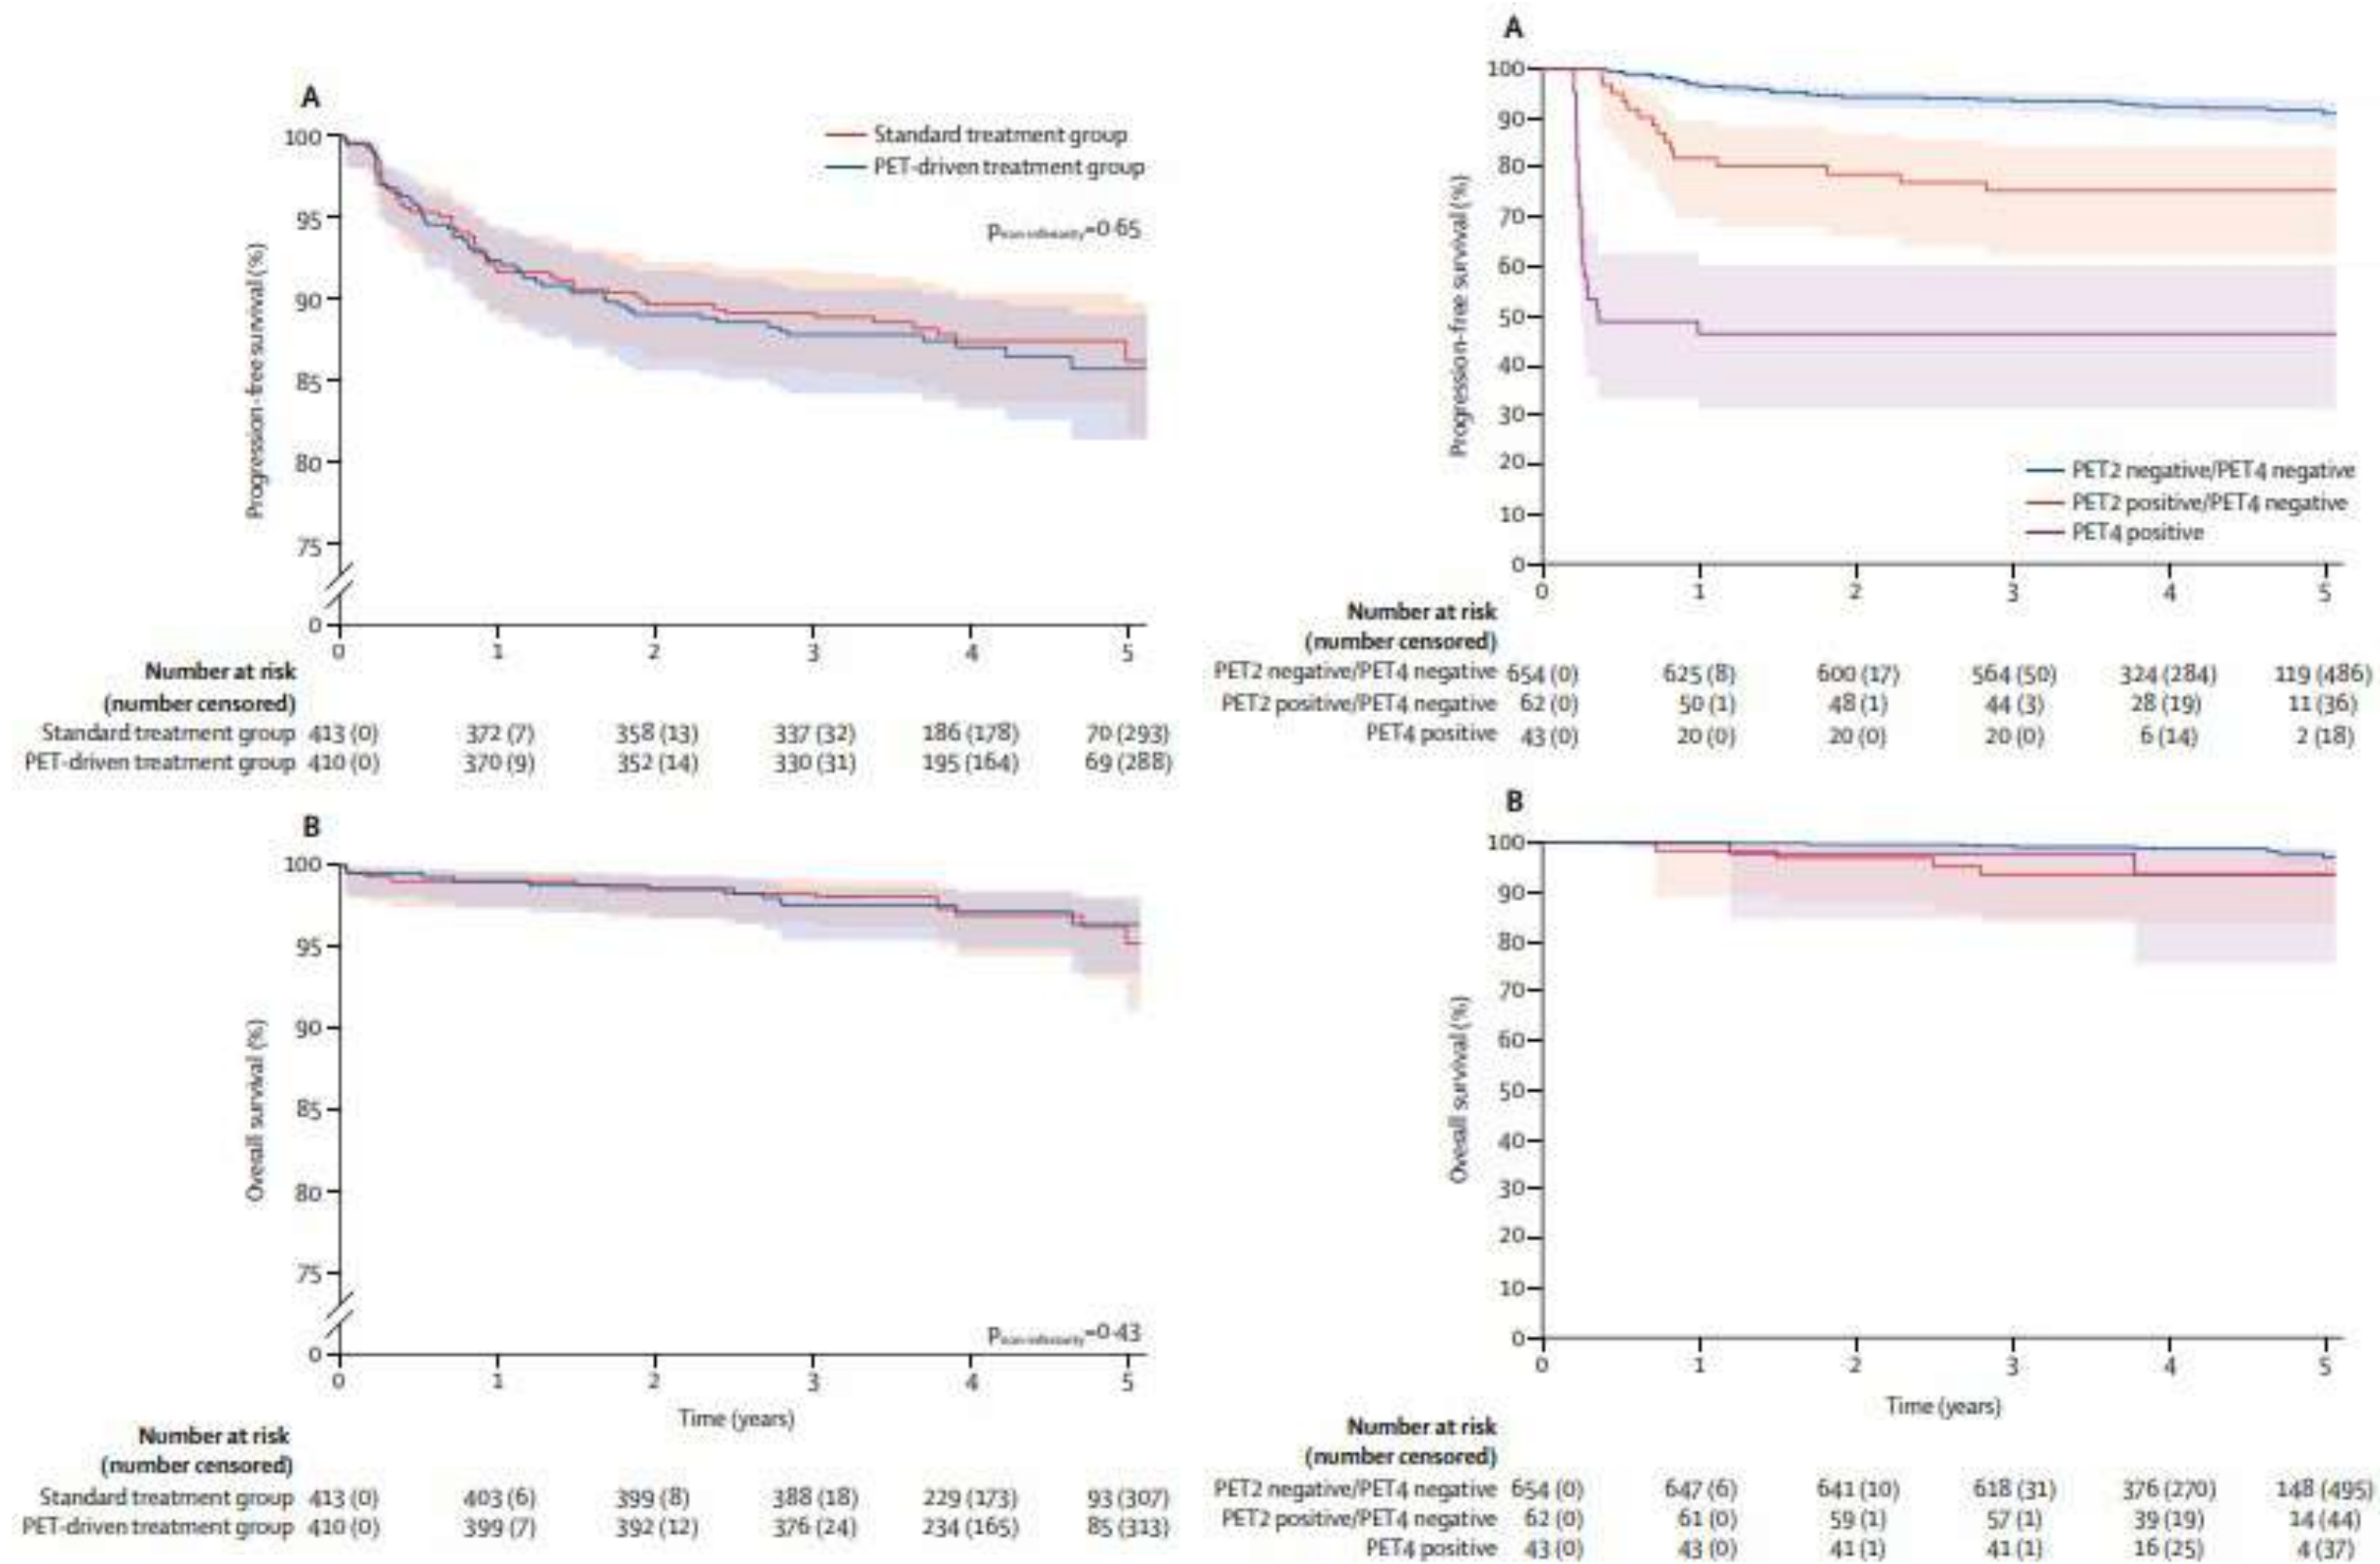 A
100
95
90
85
80
75
0
Progression-free survival (%)
Standard treatment group
PET-driven treatment group
Pnon-inferiority=0·65
0 1 2 3 4 5
Number at risk
(number censored)
Standard treatment group 413 (0) 372 (7) 358 (13) 337 (32) 186 (178) 70 (293)
PET-driven treatment group 410 (0) 370 (9) 352 (14) 330 (31) 195 (164) 69 (288)
B
100
95
90
85
80
75
0
Overall survival (%)
Pnon-inferiority=0·43
0 1 2 3 4 5
Time (years)
Number at risk
(number censored)
Standard treatment group 413 (0) 403 (6) 399 (8) 388 (18) 229 (173) 93 (307)
PET-driven treatment group 410 (0) 399 (7) 392 (12) 376 (24) 234 (165) 85 (313)
A
100
90
80
70
60
50
40
30
20
10
0
Progression-free survival (%)
PET2 negative/PET4 negative
PET2 positive/PET4 negative
PET4 positive
0 1 2 3 4 5
Number at risk
(number censored)
PET2 negative/PET4 negative 654 (0) 625 (8) 600 (17) 564 (50) 324 (284) 119 (486)
PET2 positive/PET4 negative 62 (0) 50 (1) 48 (1) 44 (3) 28 (19) 11 (36)
PET4 positive 43 (0) 20 (0) 20 (0) 20 (0) 6 (14) 2 (18)
B
100
90
80
70
60
50
40
30
20
10
0
Overall survival (%)
0 1 2 3 4 5
Time (years)
Number at risk
(number censored)
PET2 negative/PET4 negative 654 (0) 647 (6) 641 (10) 618 (31) 376 (270) 148 (495)
PET2 positive/PET4 negative 62 (0) 61 (0) 59 (1) 57 (1) 39 (19) 14 (44)
PET4 positive 43 (0) 43 (0) 41 (1) 41 (1) 16 (25) 4 (37)